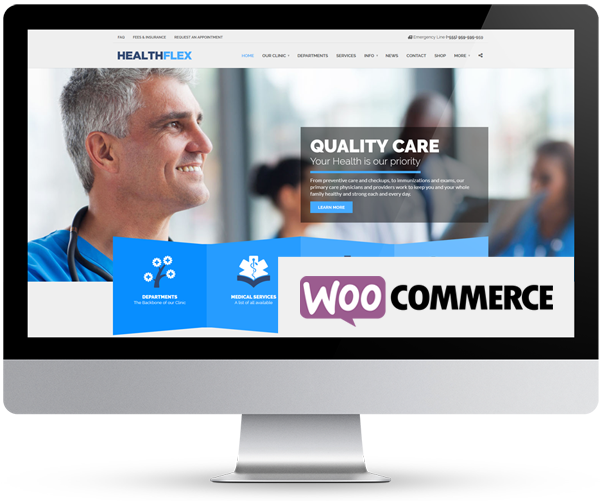 FAQ FEES & INSURANCE REQUEST AN APPOINTMENT
HEALTHFLEX
HOME OUR CLINIC DEPARTMENTS SERVICES INFO NEWS CONTACT SHOP MORE
Emergency Line
QUALITY CARE
Your Health is our priority
From preventive care and checkups, to immunizations and exams, our
primary care physicians and providers work to keep you and your whole
family healthy and strong each and every day.
LEARN MORE
DEPARTMENTS
The Backbone of our Clinic
MEDICAL SERVICES
A list of all available
WOO COMMERCE